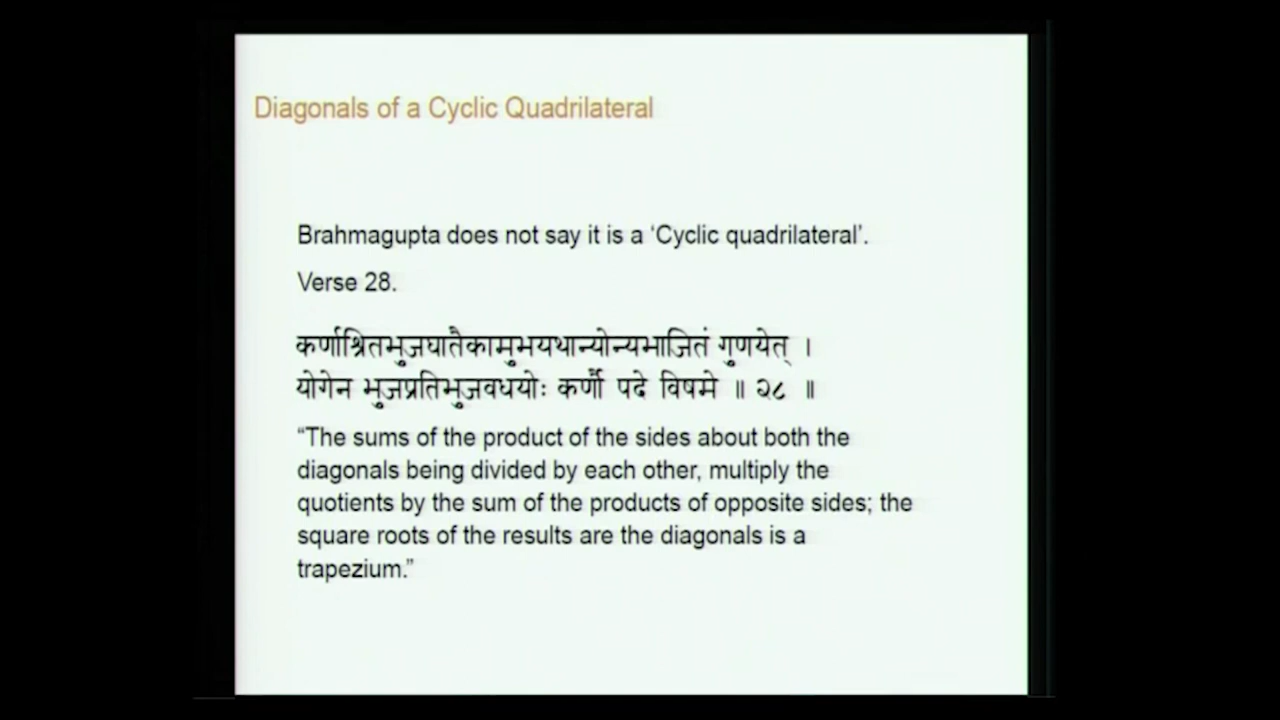 Diagonals of a Cyclic Quadrilateral
Brahmagupta does not say it is a ‘Cyclic quadrilateral’.
Verse 28.
कर्णाश्रितभुजघातैकामुभयथान्योन्यभाजितं गुणयेत् ।
योगेन भुजप्रतिभुजवधयोः कर्णौ पदे विषमे ॥ २८ ॥
“The sums of the product of the sides about both the
diagonals being divided by each other, multiply the
quotients by the sum of the products of opposite sides; the
square roots of the results are the diagonals is a
trapezium.”